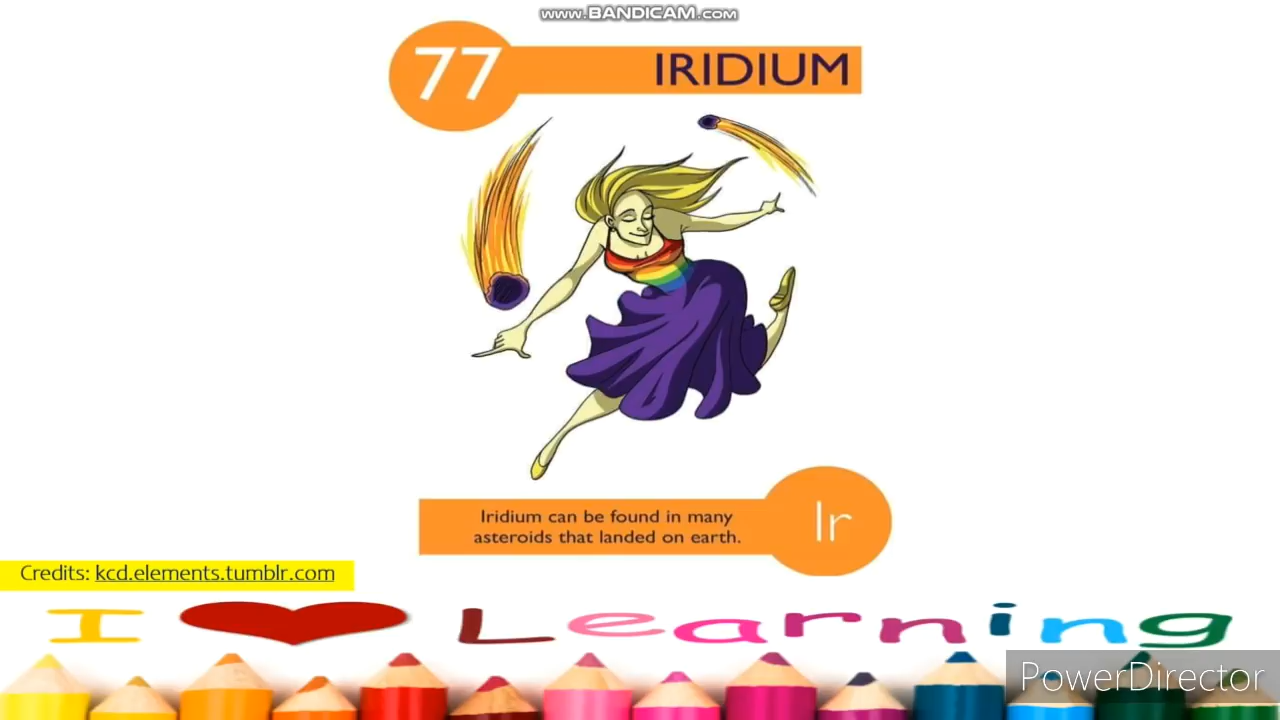 www.BANDICAM.com
77 IRIDIUM
Iridium can be found in many
asteroids that landed on earth.
Ir
Credits: kcd.elements.tumblr.com
I Learning
PowerDirector